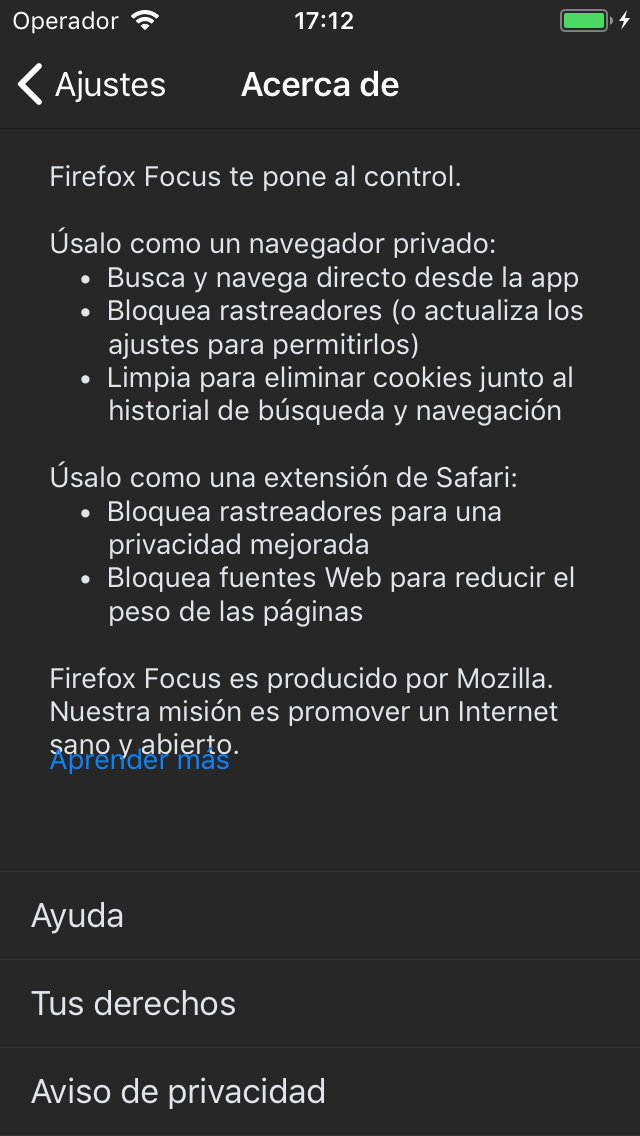 Operador 17:12
Ajustes Acerca de
Firefox Focus te pone al control.
Úsalo como un navegador privado:
• Busca y navega directo desde la app
• Bloquea rastreadores (o actualiza los
ajustes para permitirlos)
• Limpia para eliminar cookies junto al
historial de búsqueda y navegación
Úsalo como una extensión de Safari:
• Bloquea rastreadores para una
privacidad mejorada
• Bloquea fuentes Web para reducir el
peso de las páginas
Firefox Focus es producido por Mozilla.
Nuestra misión es promover un Internet
sano y abierto.
Aprender más
Ayuda
Tus derechos
Aviso de privacidad